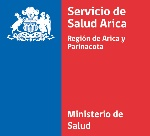 Servicio de
Salud Arica
Región de Arica y
Parinacota
Ministerio de
Salud